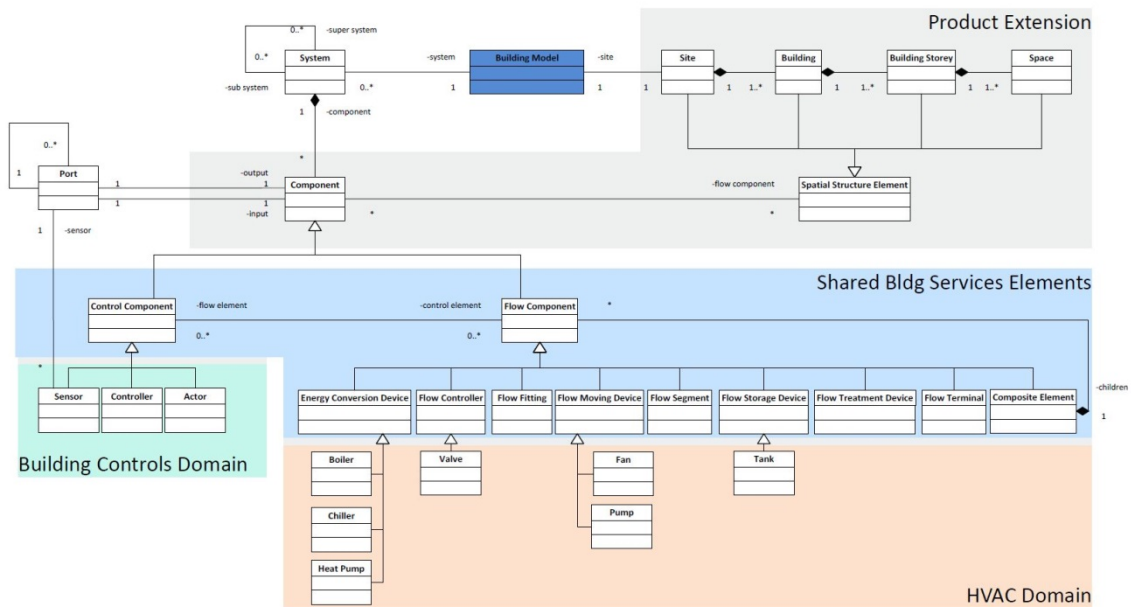 Product Extension
0..*
-super system
0..*
System
-sub system
0..*
-system
1
Building Model
-site
1
1
Site
1
1..*
Building
1
1..*
Building Storey
1
1..*
Space
1
-component
*
0..*
1
Port
1
1
-output
1
1
-input
Component
*
-flow component
*
Spatial Structure Element
1
-sensor
*
Shared Bldg Services Elements
Control Component
-flow element
0..*
-control element
0..*
Flow Component
*
-children
1
Sensor
Controller
Actor
Building Controls Domain
Energy Conversion Device
Flow Controller
Flow Fitting
Flow Moving Device
Flow Segment
Flow Storage Device
Flow Treatment Device
Flow Terminal
Composite Element
Boiler
Valve
Fan
Tank
Chiller
Pump
Heat Pump
HVAC Domain